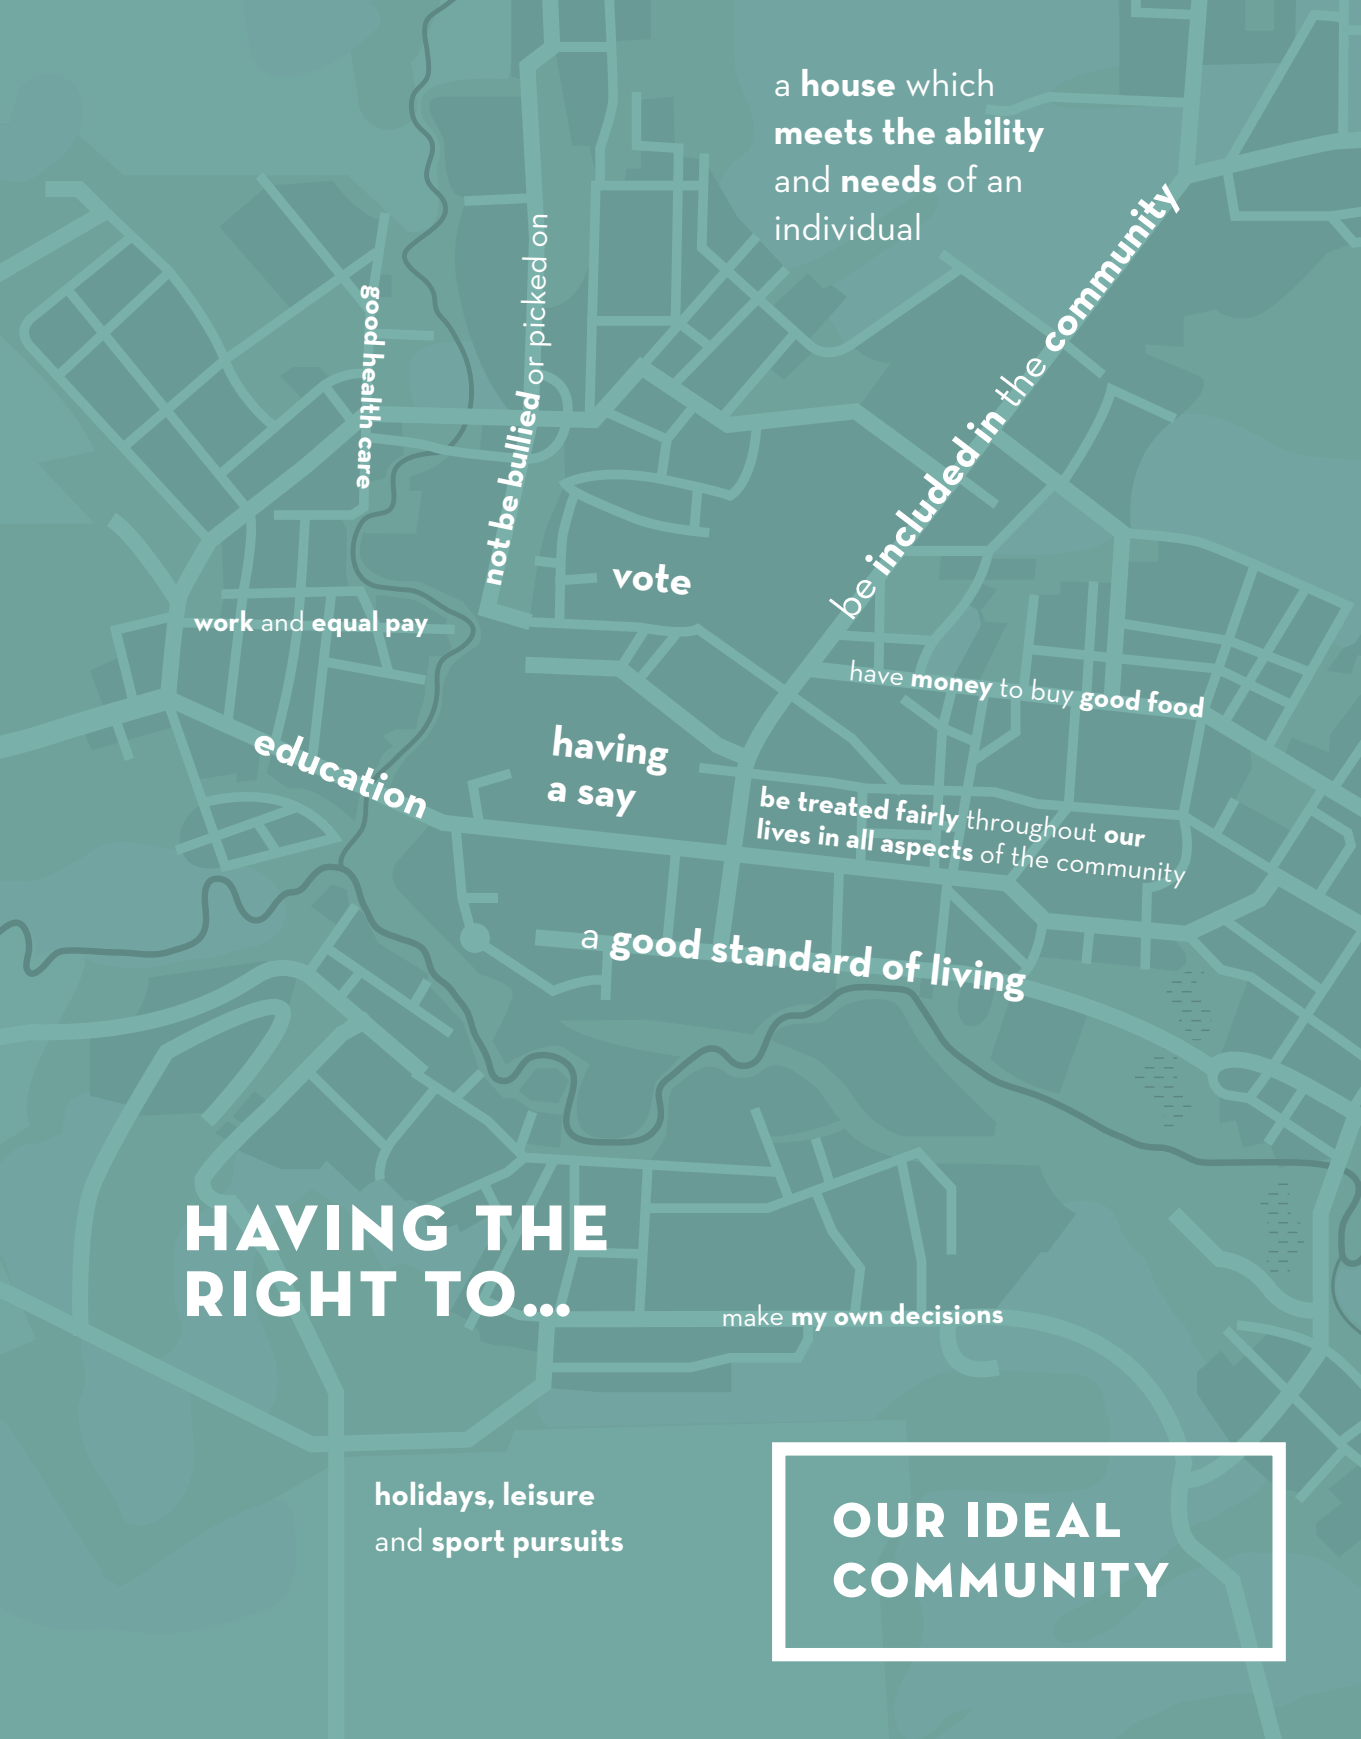 a house which
meets the ability
and needs of an
individual
be included in the community
not be bullied or picked on
good health care
vote
work and equal pay
have money to buy good food
education
having
a say
be treated fairly throughout our
lives in all aspects of the community
a good standard of living
HAVING THE
RIGHT TO...
make my own decisions
holidays, leisure
and sport pursuits
OUR IDEAL
COMMUNITY